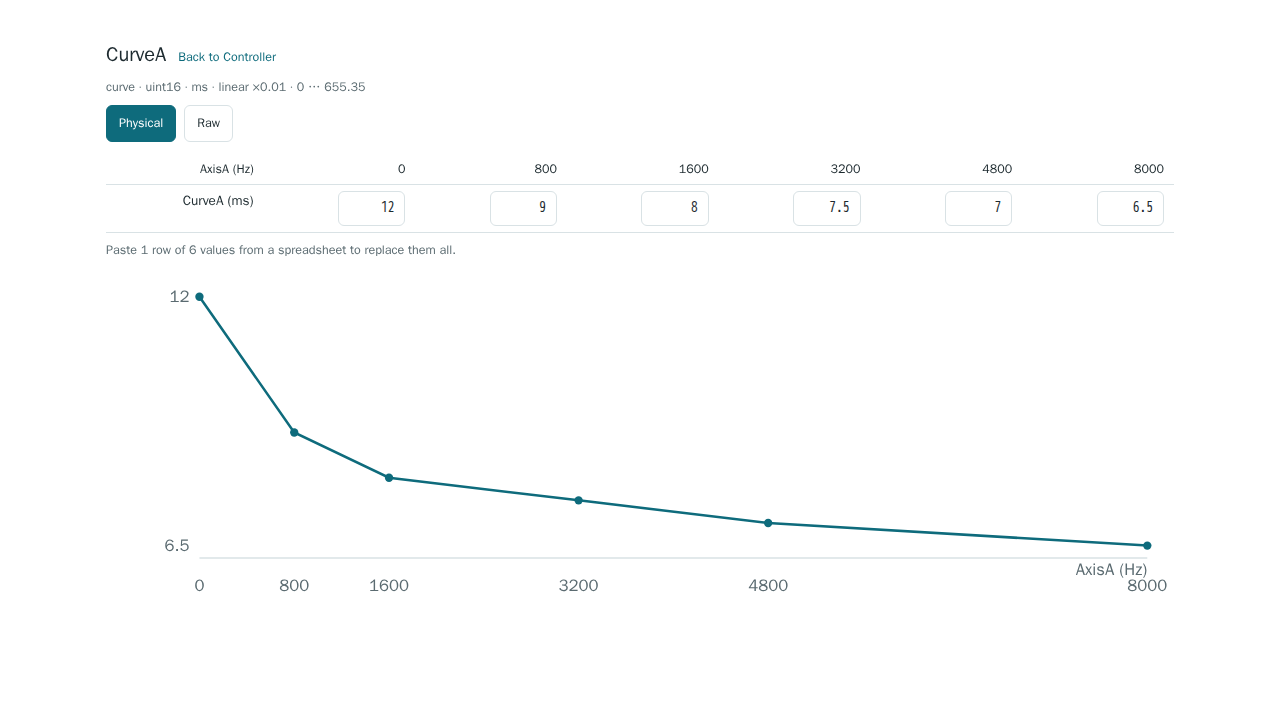 CurveA Back to Controller
curve · uint16 · ms · linear ×0.01 · 0 ⋯ 655.35
Physical Raw
AxisA (Hz) 0 800 1600 3200 4800 8000
CurveA (ms) 12 9 8 7.5 7 6.5
Paste 1 row of 6 values from a spreadsheet to replace them all.
12
6.5
AxisA (Hz)
0 800 1600 3200 4800 8000